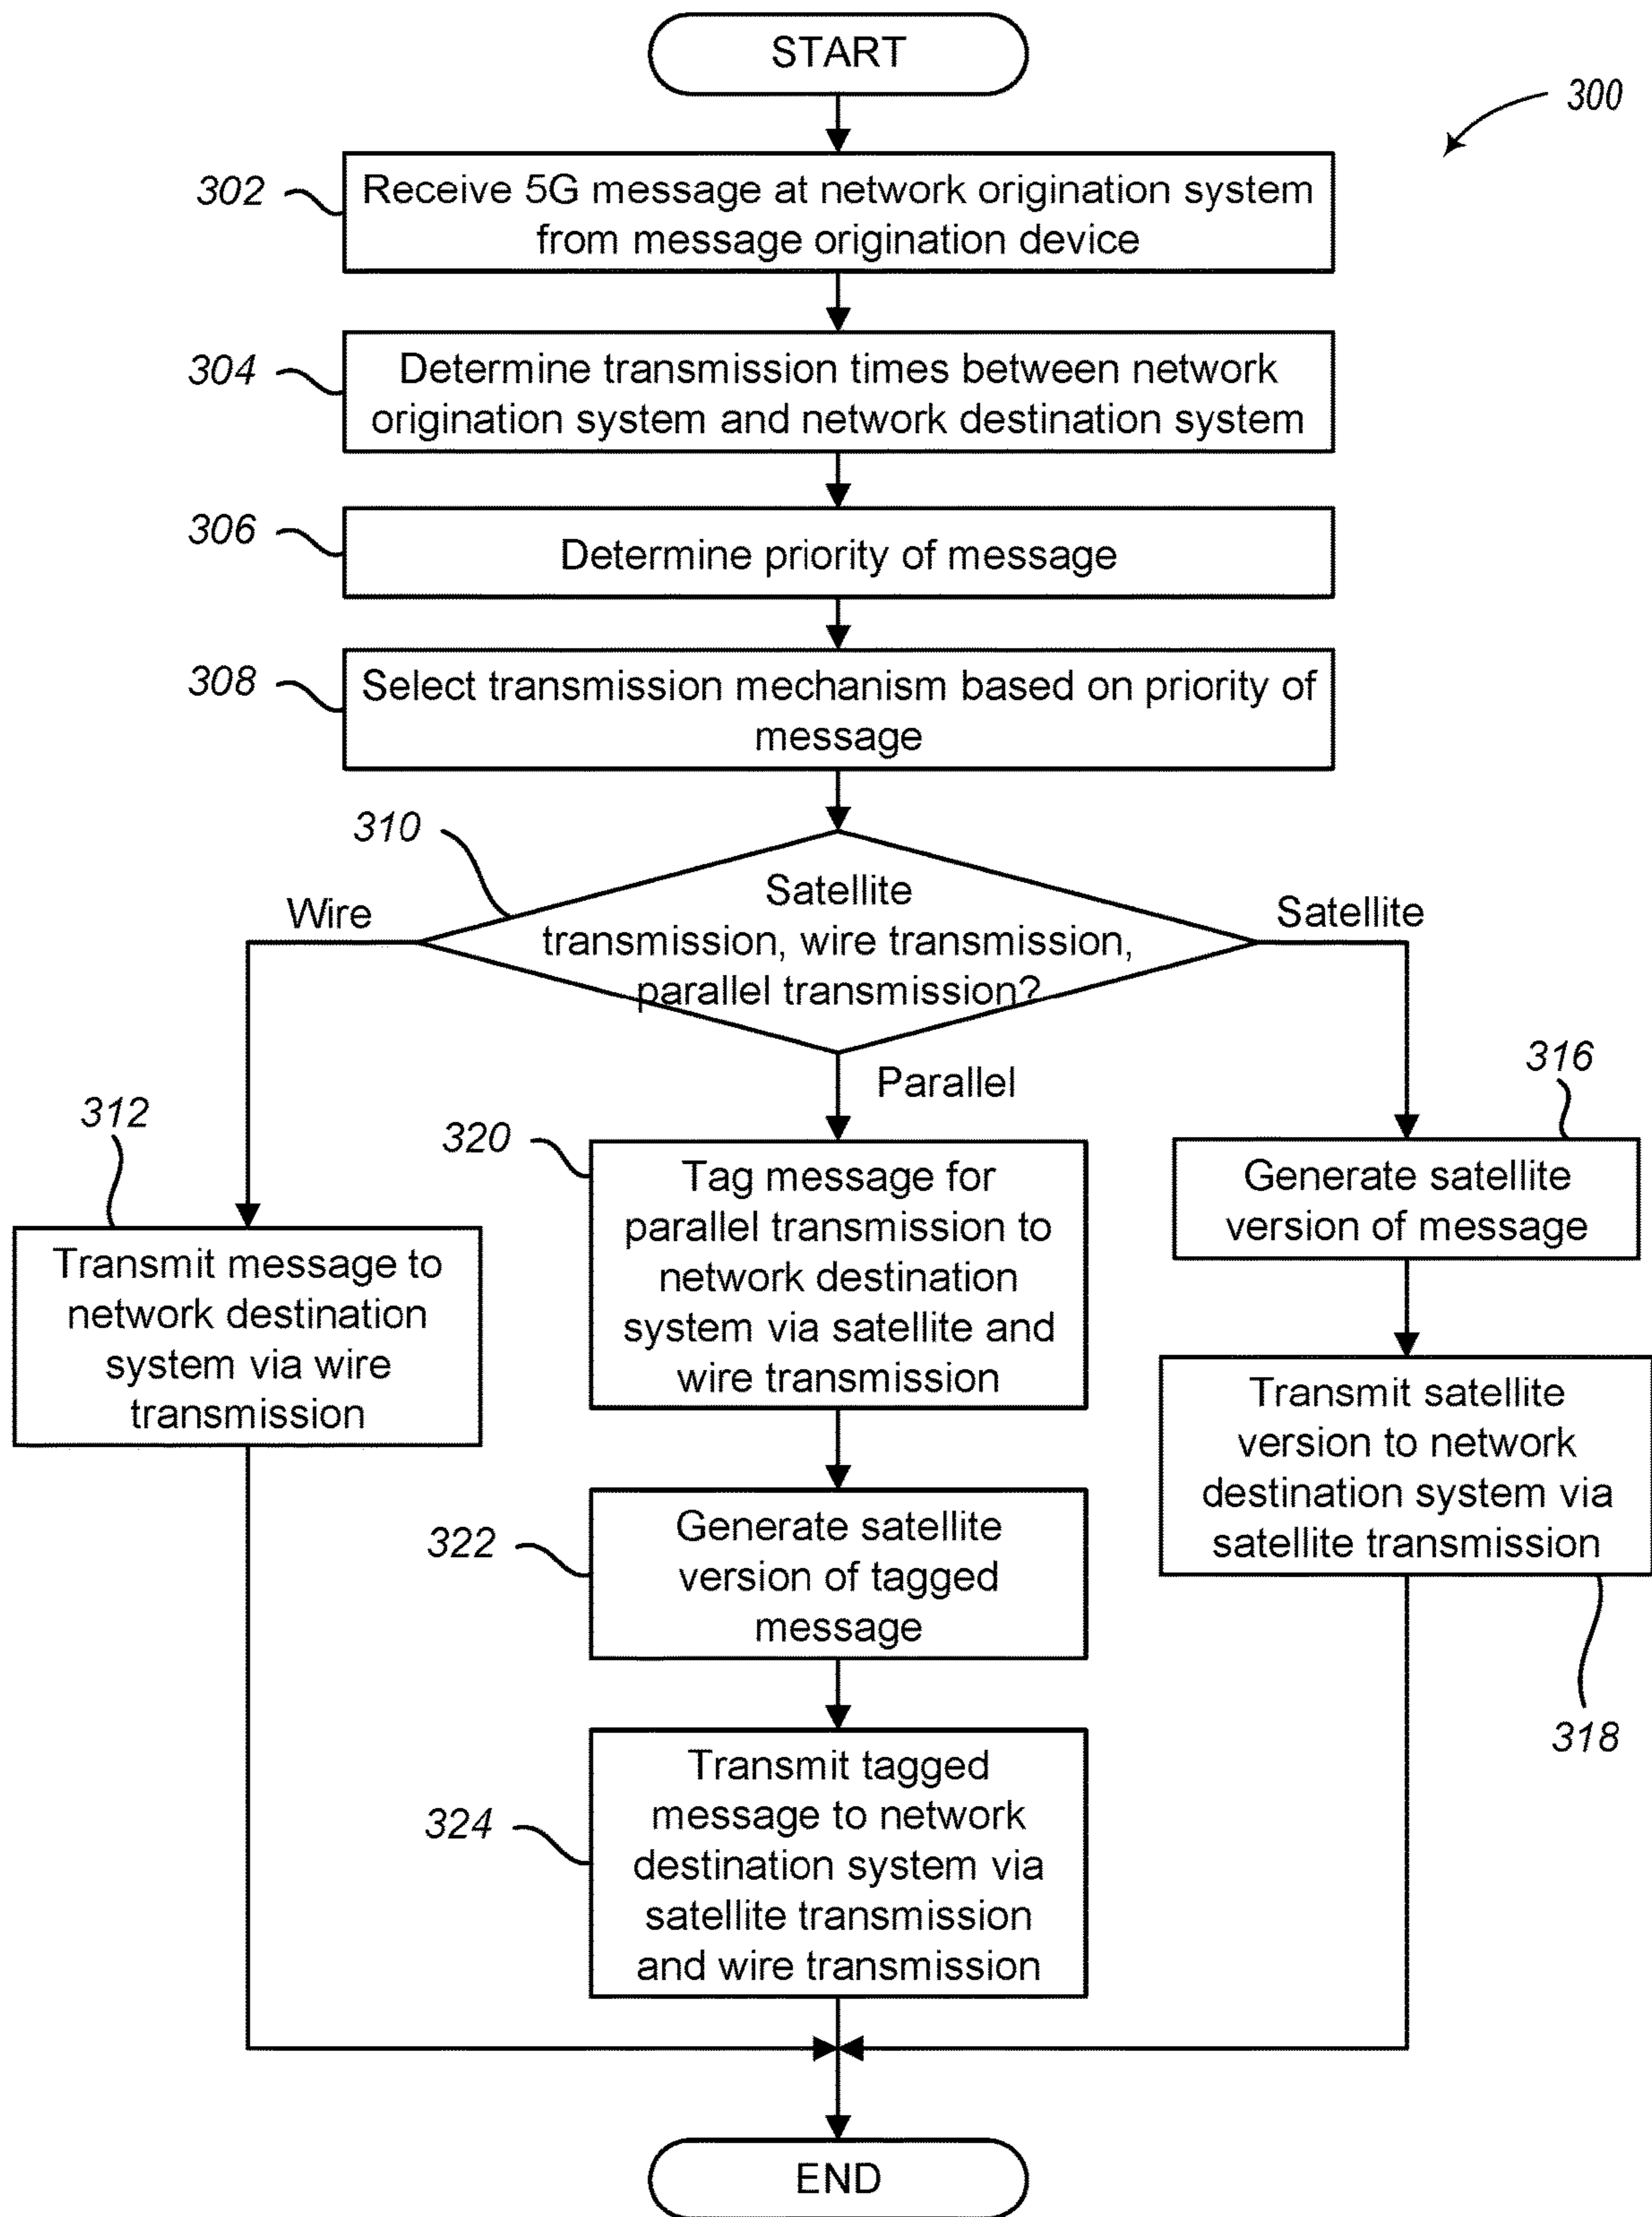 START
300
302
Receive 5G message at network origination system
from message origination device
304
Determine transmission times between network
origination system and network destination system
306
Determine priority of message
308
Select transmission mechanism based on priority of
message
310
Satellite
transmission, wire transmission,
parallel transmission?
Wire
Satellite
Parallel
312
Transmit message to
network destination
system via wire
transmission
320
Tag message for
parallel transmission to
network destination
system via satellite and
wire transmission
322
Generate satellite
version of tagged
message
324
Transmit tagged
message to network
destination system via
satellite transmission
and wire transmission
316
Generate satellite
version of message
Transmit satellite
version to network
destination system via
satellite transmission
318
END